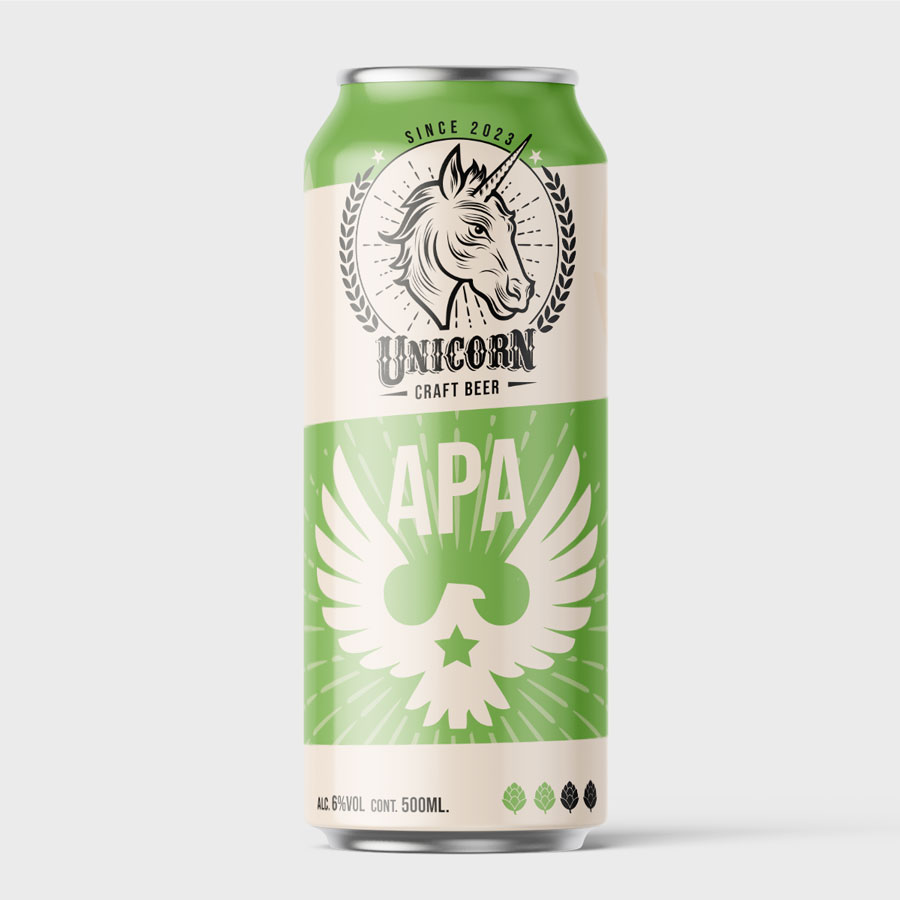 SINCE 2023
UNICORN
CRAFT BEER
APA
ALC. 6%VOL CONT. 500ML.